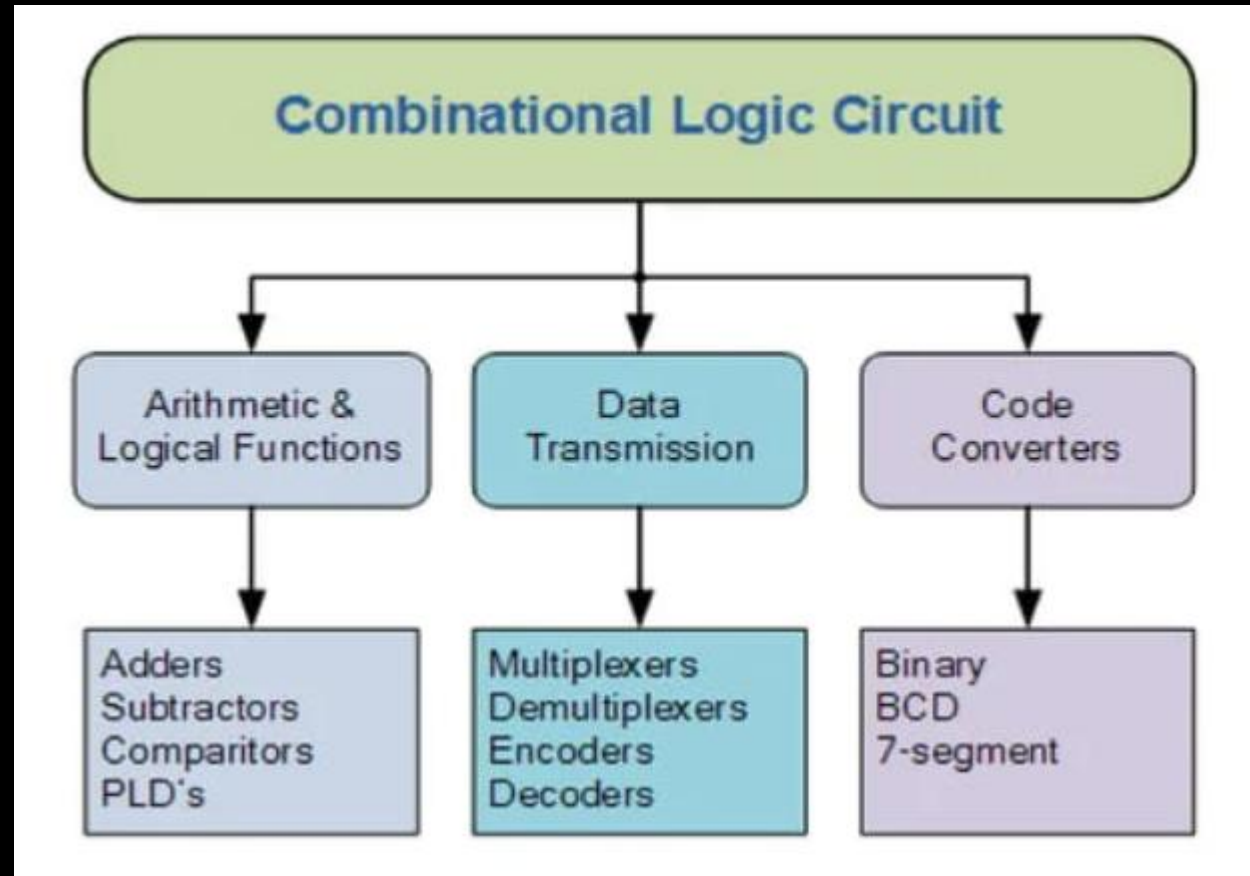 Combinational Logic Circuit
Arithmetic &
Logical Functions
Data
Transmission
Code
Converters
Adders
Subtractors
Comparitors
PLD's
Multiplexers
Demultiplexers
Encoders
Decoders
Binary
BCD
7-segment